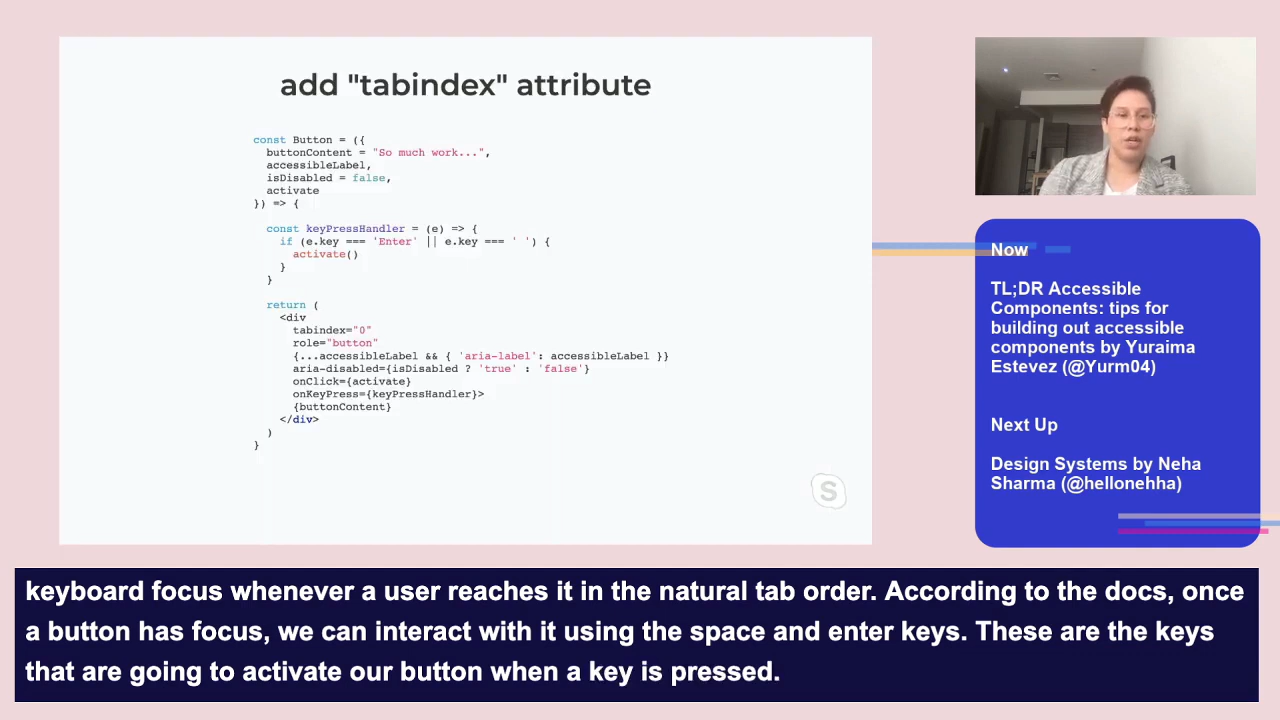 add "tabindex" attribute
const Button = ({
buttonContent = "So much work...",
accessibleLabel,
isDisabled = false,
activate
}) => {
const keyPressHandler = (e) => {
if (e.key === 'Enter' || e.key === ' ') {
activate()
}
}
return (
<div
tabindex="0"
role="button"
{...accessibleLabel && { 'aria-label': accessibleLabel }}
aria-disabled={isDisabled ? 'true' : 'false'}
onClick={activate}
onKeyPress={keyPressHandler}>
{buttonContent}
</div>
)
}
S
Now
TL;DR Accessible
Components: tips for
building out accessible
components by Yuraima
Estevez (@Yurm04)
Next Up
Design Systems by Neha
Sharma (@hellonehha)
keyboard focus whenever a user reaches it in the natural tab order. According to the docs, once
a button has focus, we can interact with it using the space and enter keys. These are the keys
that are going to activate our button when a key is pressed.